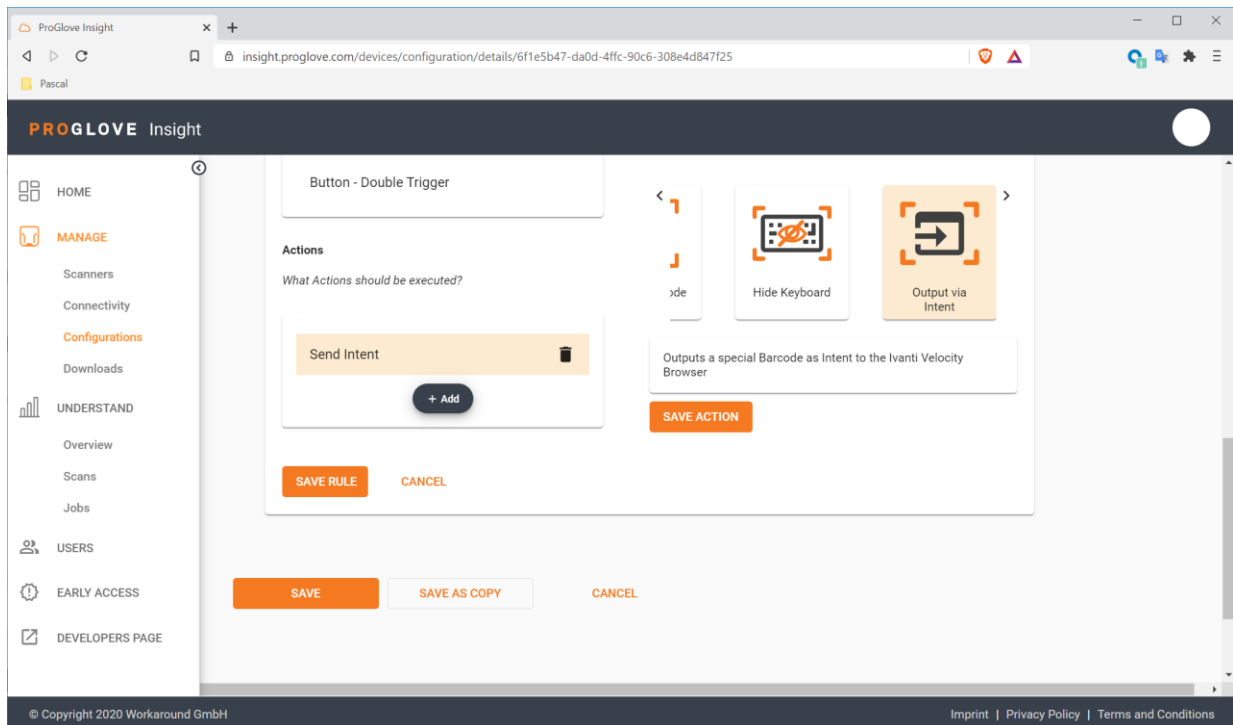 ProGlove Insight
insight.proglove.com/devices/configuration/details/6f1e5b47-da0d-4ffc-90c6-308e4d847f25
Pascal
PROGLOVE Insight
HOME
MANAGE
Scanners
Connectivity
Configurations
Downloads
UNDERSTAND
Overview
Scans
Jobs
USERS
EARLY ACCESS
DEVELOPERS PAGE
Button - Double Trigger
Actions
What Actions should be executed?
Send Intent
+ Add
ode
Hide Keyboard
Output via
Intent
Outputs a special Barcode as Intent to the Ivanti Velocity
Browser
SAVE ACTION
SAVE RULE
CANCEL
SAVE
SAVE AS COPY
CANCEL
© Copyright 2020 Workaround GmbH
Imprint | Privacy Policy | Terms and Conditions